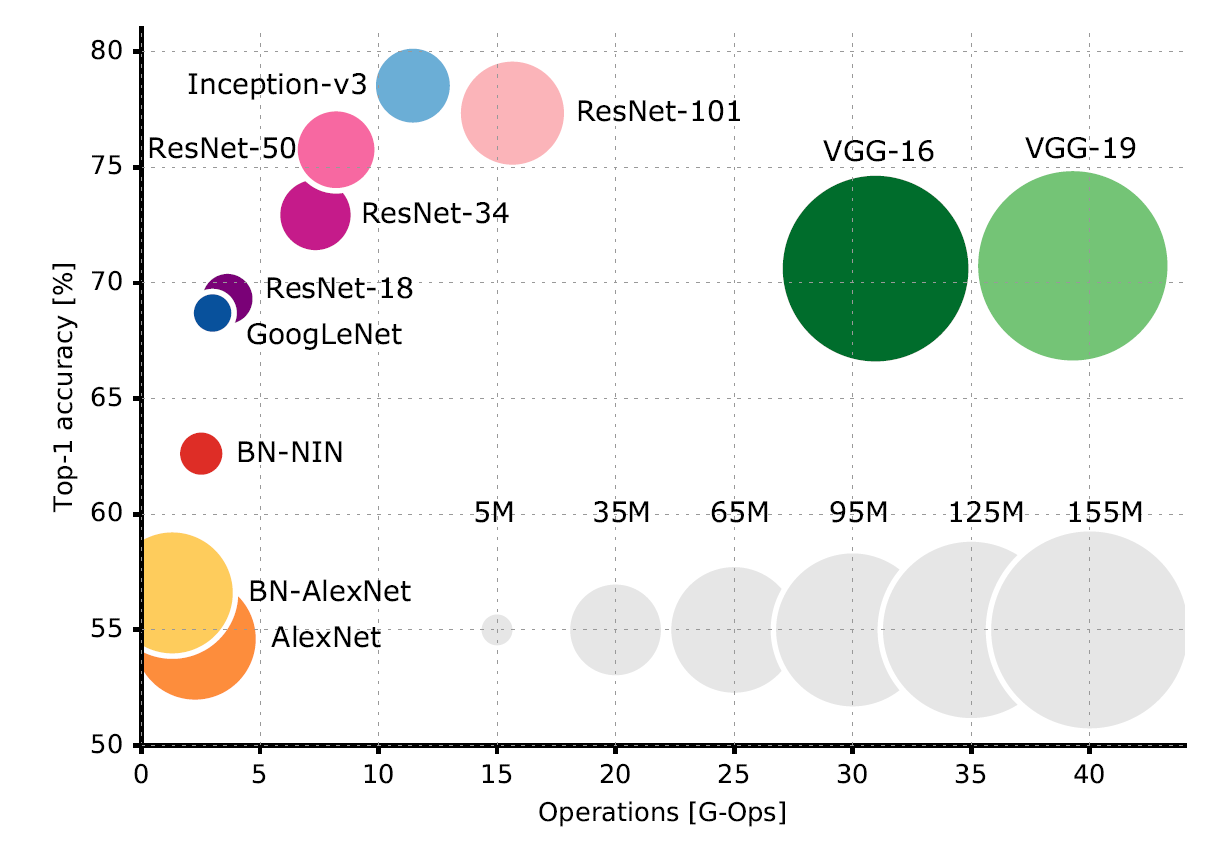 80
Inception-v3
ResNet-101
ResNet-50
75
VGG-16
VGG-19
ResNet-34
70
ResNet-18
GoogLeNet
65
BN-NIN
60
5M
35M
65M
95M
125M
155M
BN-AlexNet
55
AlexNet
50
0
5
10
15
20
25
30
35
40
Top-1 accuracy [%]
Operations [G-Ops]